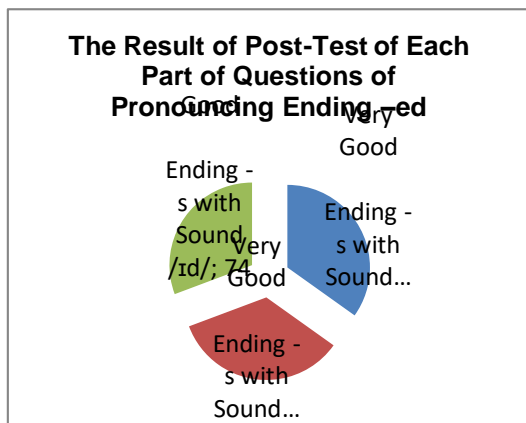 The Result of Post-Test of Each
Part of Questions of
Pronouncing Ending –ed
Good
Very
Good
Ending -
s with
Sound
/ɪd/; 74
Very
Good
Ending -
s with
Sound...
Ending -
s with
Sound...